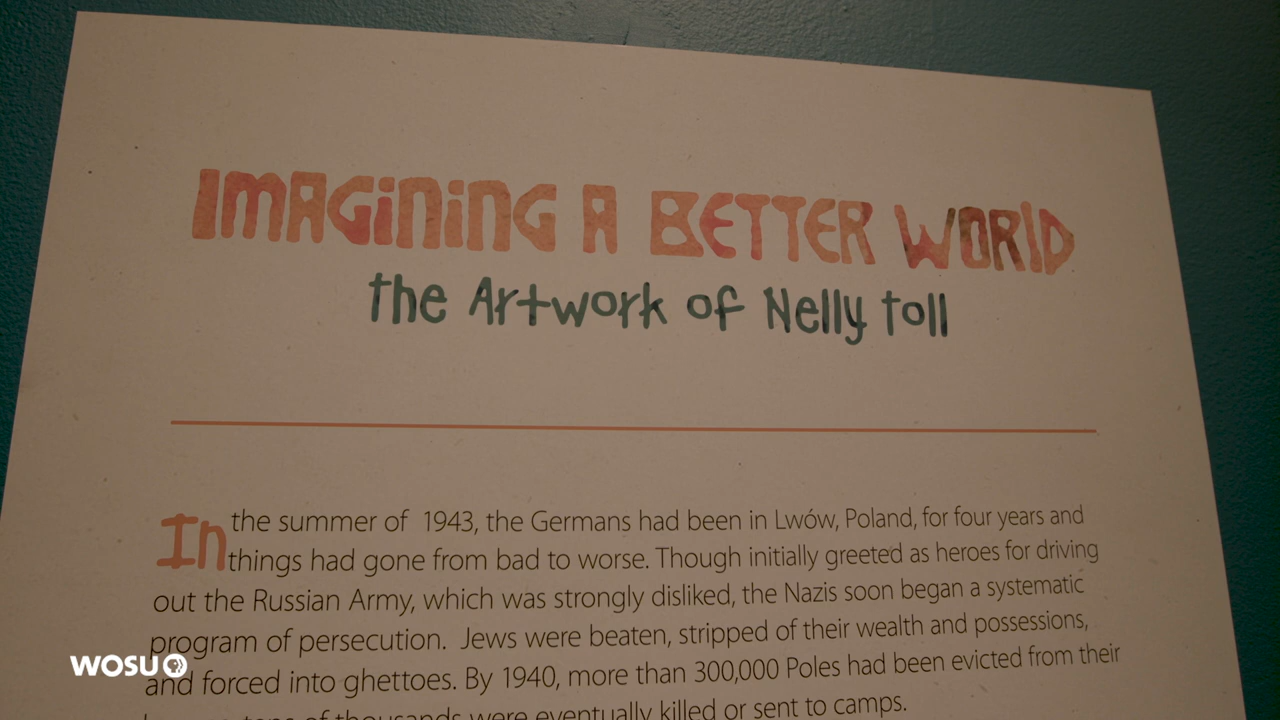 IMAGiNiNG A BETTER WORlD
the Artwork of Nelly toll
In the summer of 1943, the Germans had been in Lwów, Poland, for four years and
things had gone from bad to worse. Though initially greeted as heroes for driving
out the Russian Army, which was strongly disliked, the Nazis soon began a systematic
program of persecution. Jews were beaten, stripped of their wealth and possessions,
and forced into ghettoes. By 1940, more than 300,000 Poles had been evicted from their
tens of thousands were eventually killed or sent to camps.
WOSU